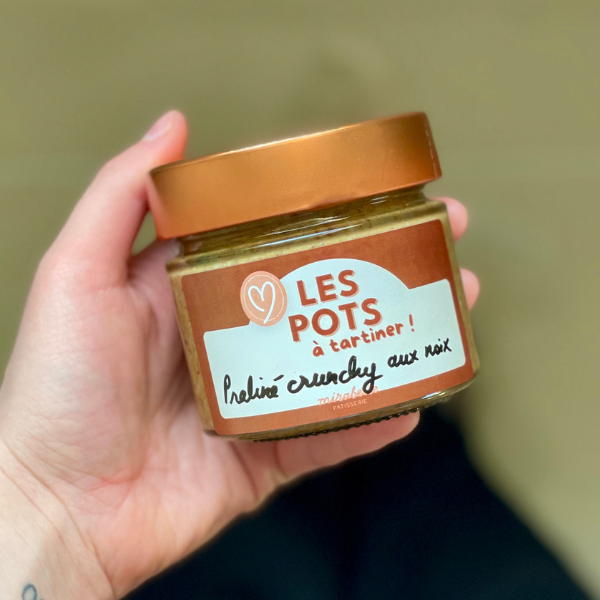 LES
POTS
à tartiner !
Praliné crunchy aux noix
PATISSERIE